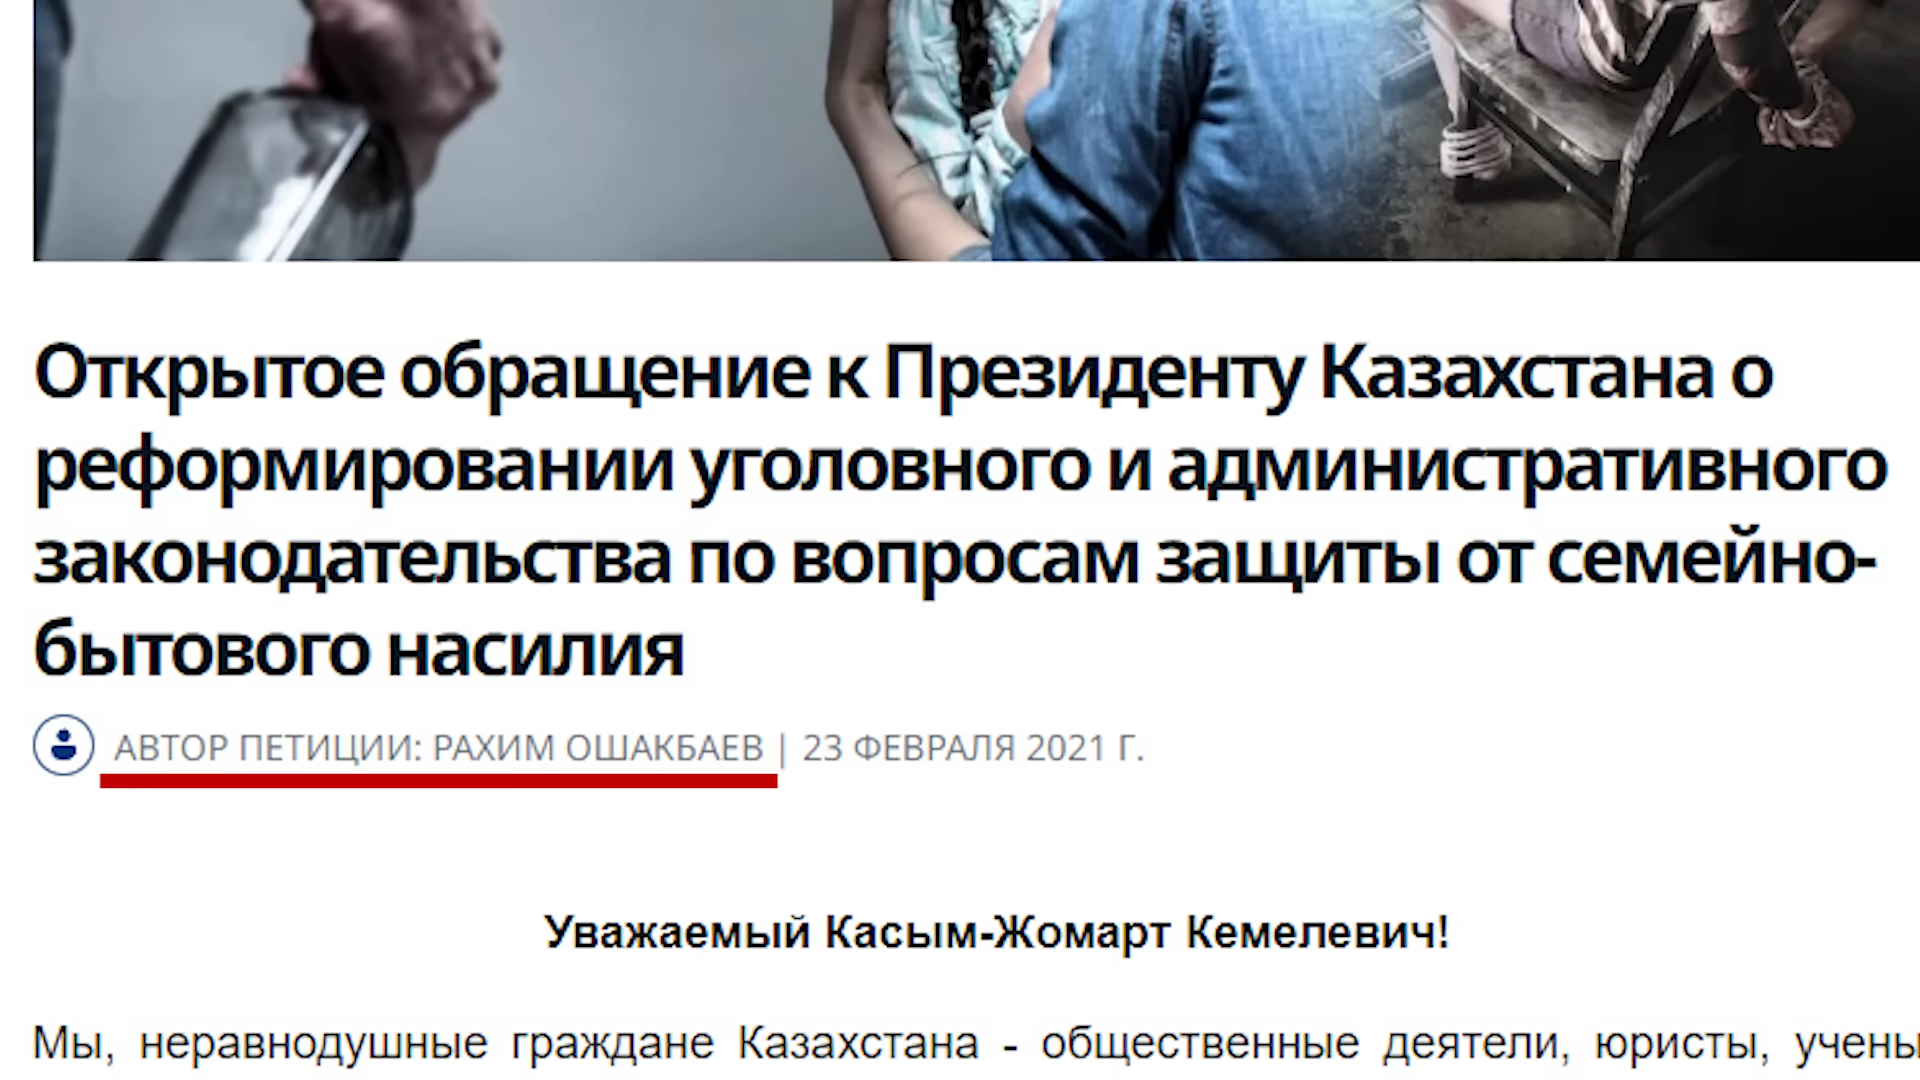 Открытое обращение к Президенту Казахстана о
реформировании уголовного и административного
законодательства по вопросам защиты от семейно-
бытового насилия
АВТОР ПЕТИЦИИ: РАХИМ ОШАКБАЕВ | 23 ФЕВРАЛЯ 2021 Г.
Уважаемый Касым-Жомарт Кемелевич!
Мы, неравнодушные граждане Казахстана - общественные деятели, юристы, учены